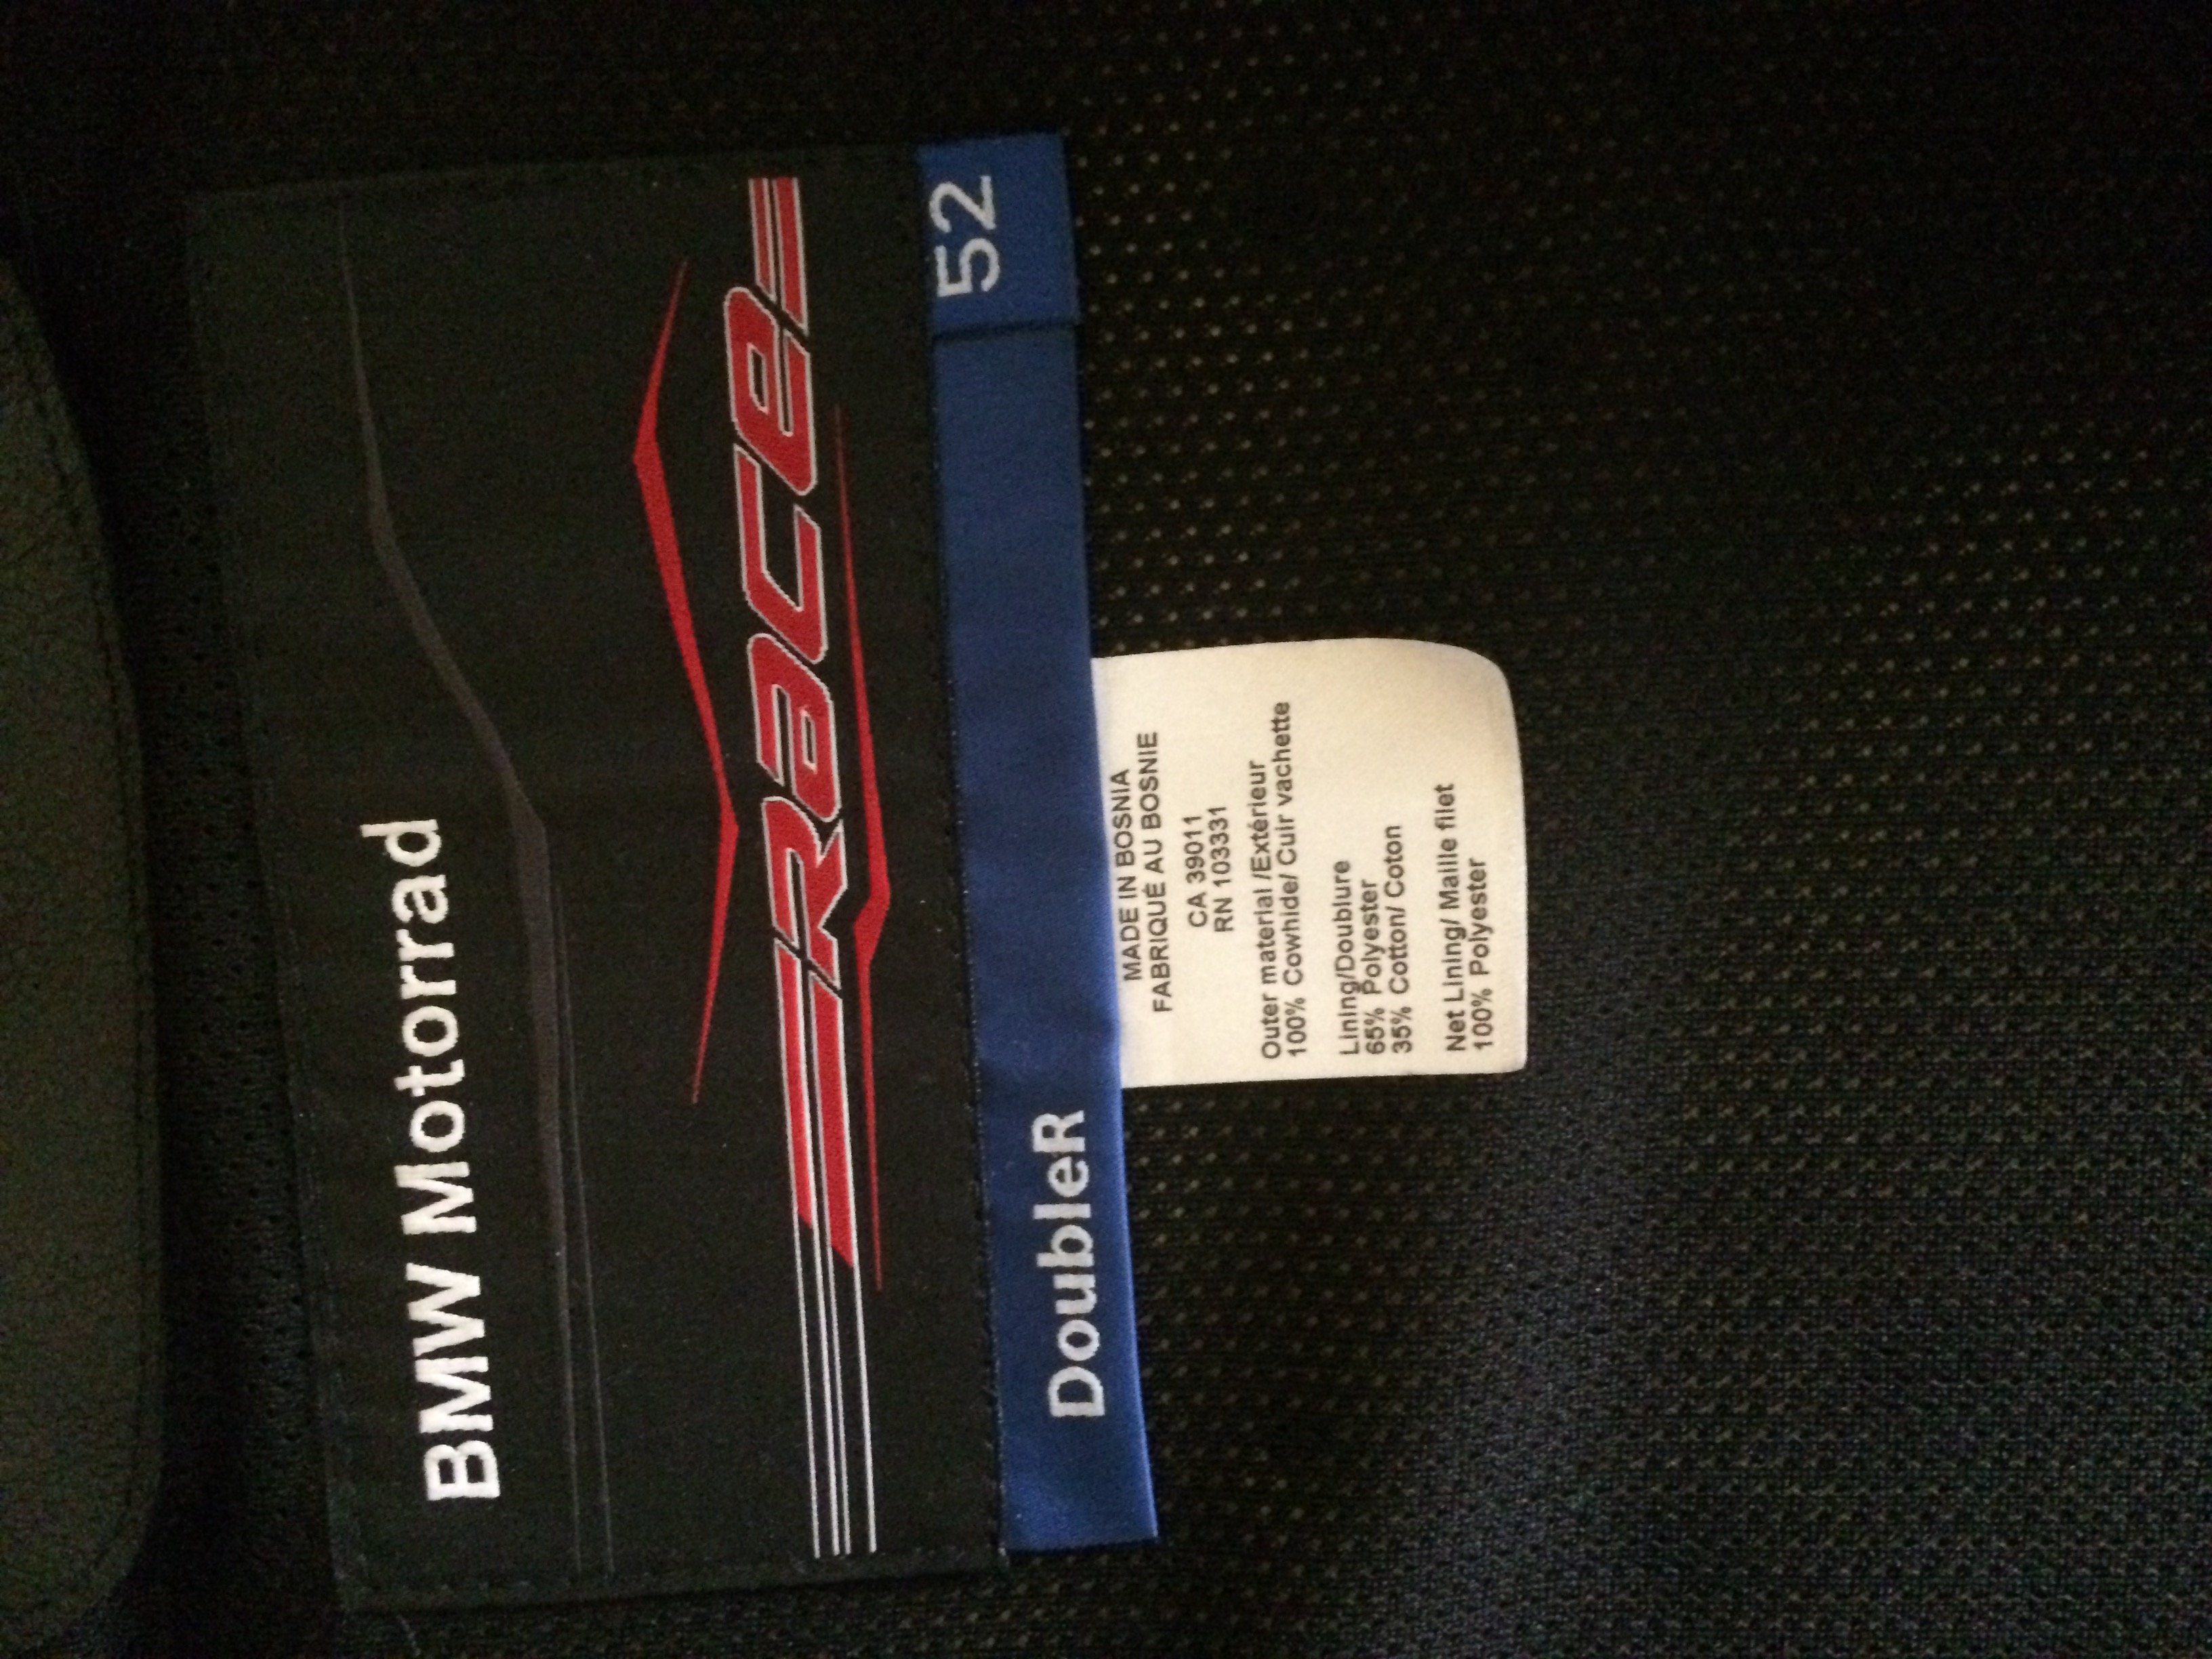 BMW Motorrad
Race
DoubleR
52
MADE IN BOSNIA
FABRIQUÉ AU BOSNIE
CA 39011
RN 103331
Outer material /Extérieur
100% Cowhide/ Cuir vachette
Lining/Doublure
65% Polyester
35% Cotton/ Coton
Net Lining/ Maille filet
100% Polyester